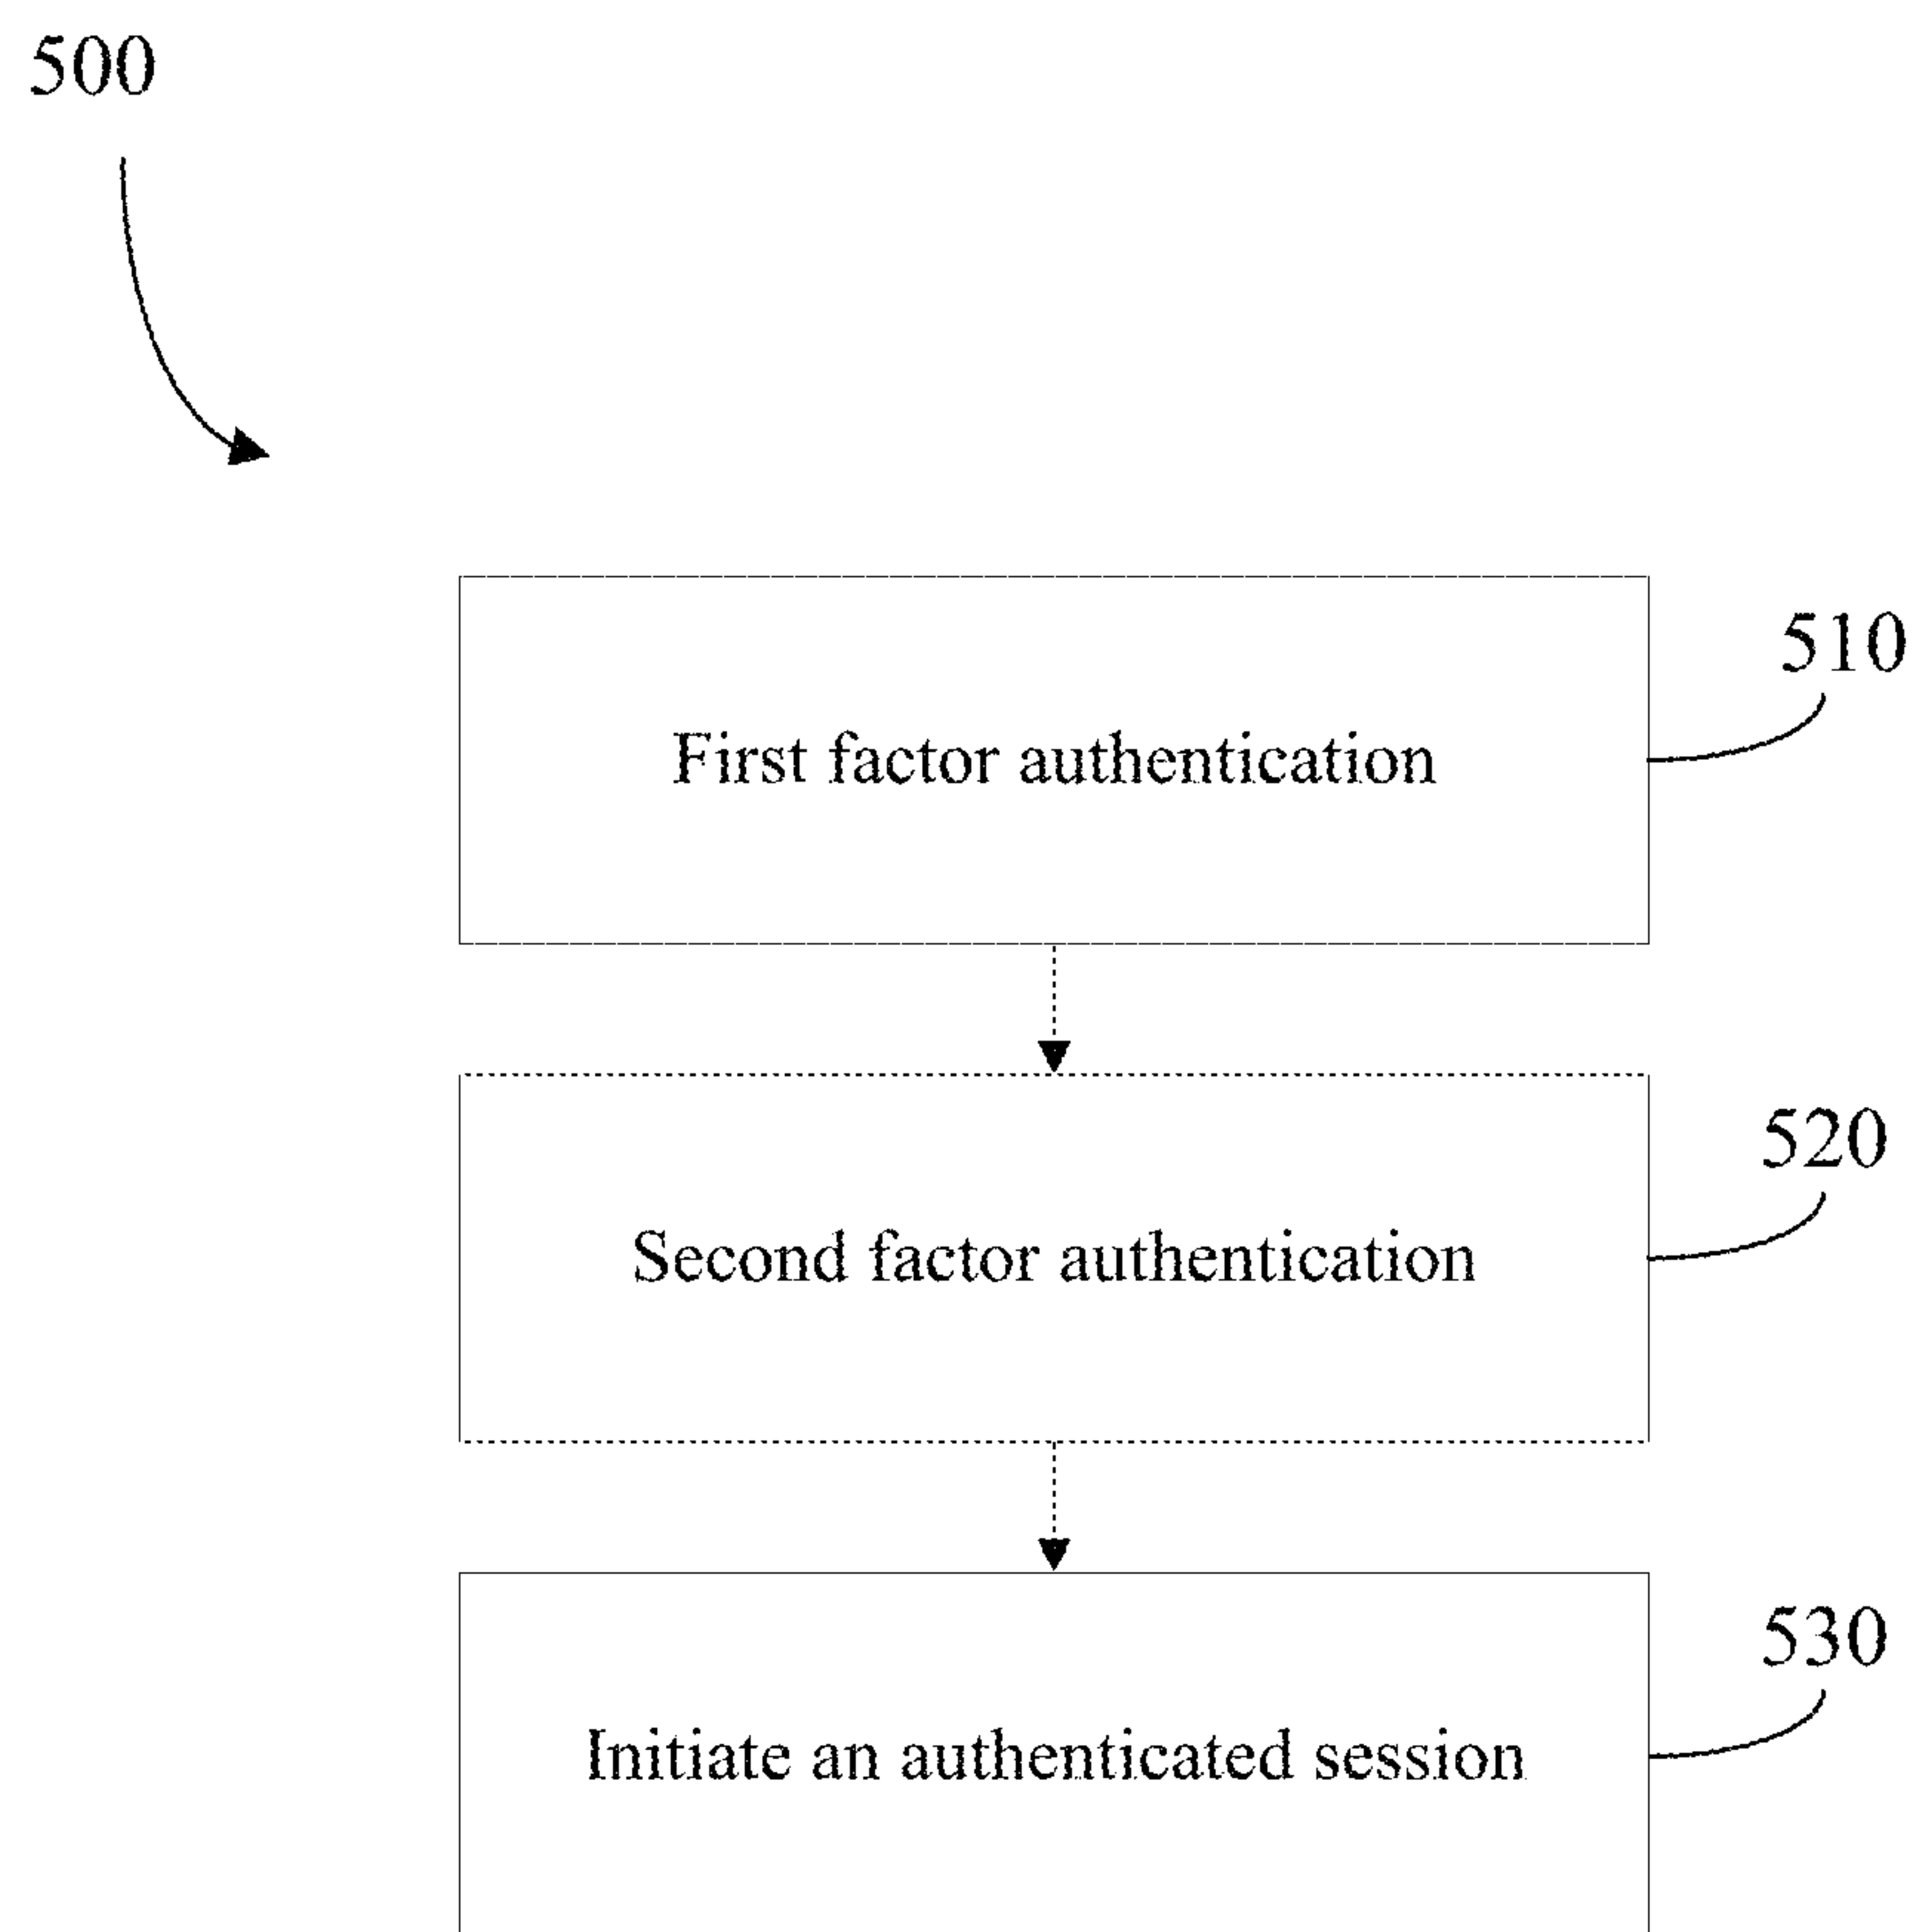 500
510
First factor authentication
520
Second factor authentication
530
Initiate an authenticated session